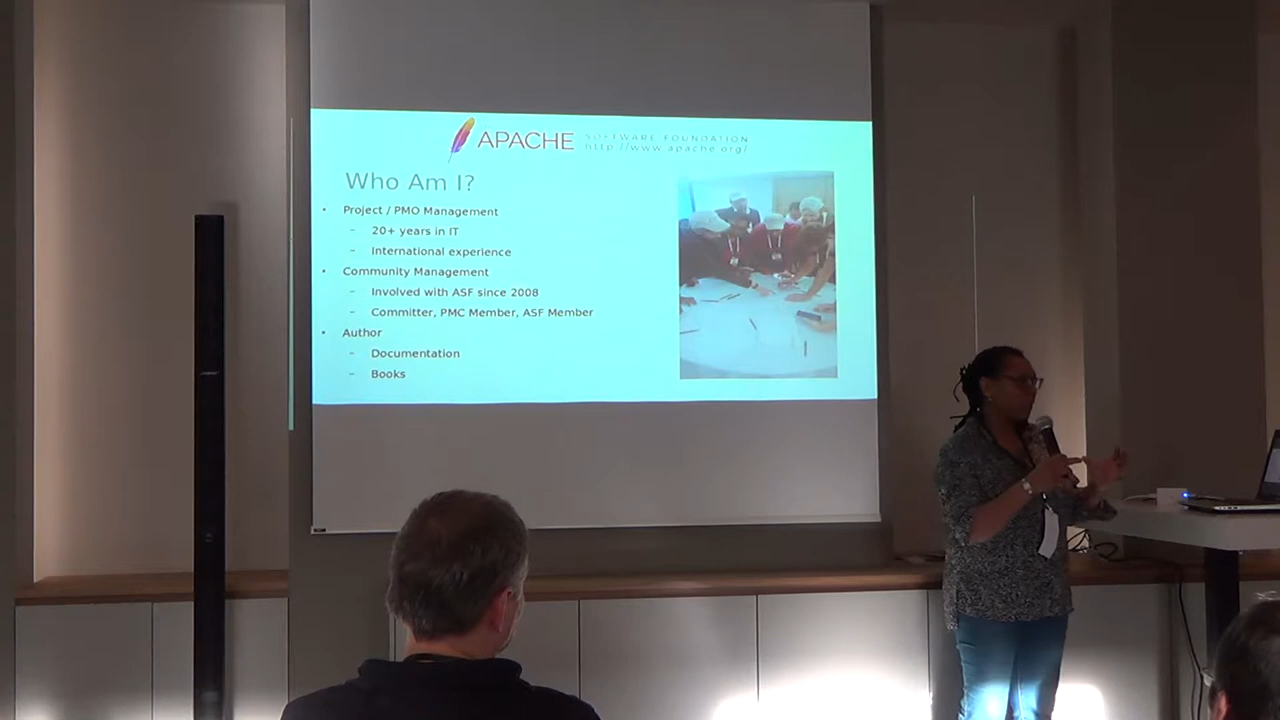 APACHE SOFTWARE FOUNDATION
http://www.apache.org/
Who Am I?
• Project / PMO Management
– 20+ years in IT
– International experience
• Community Management
– Involved with ASF since 2008
– Committer, PMC Member, ASF Member
• Author
– Documentation
– Books